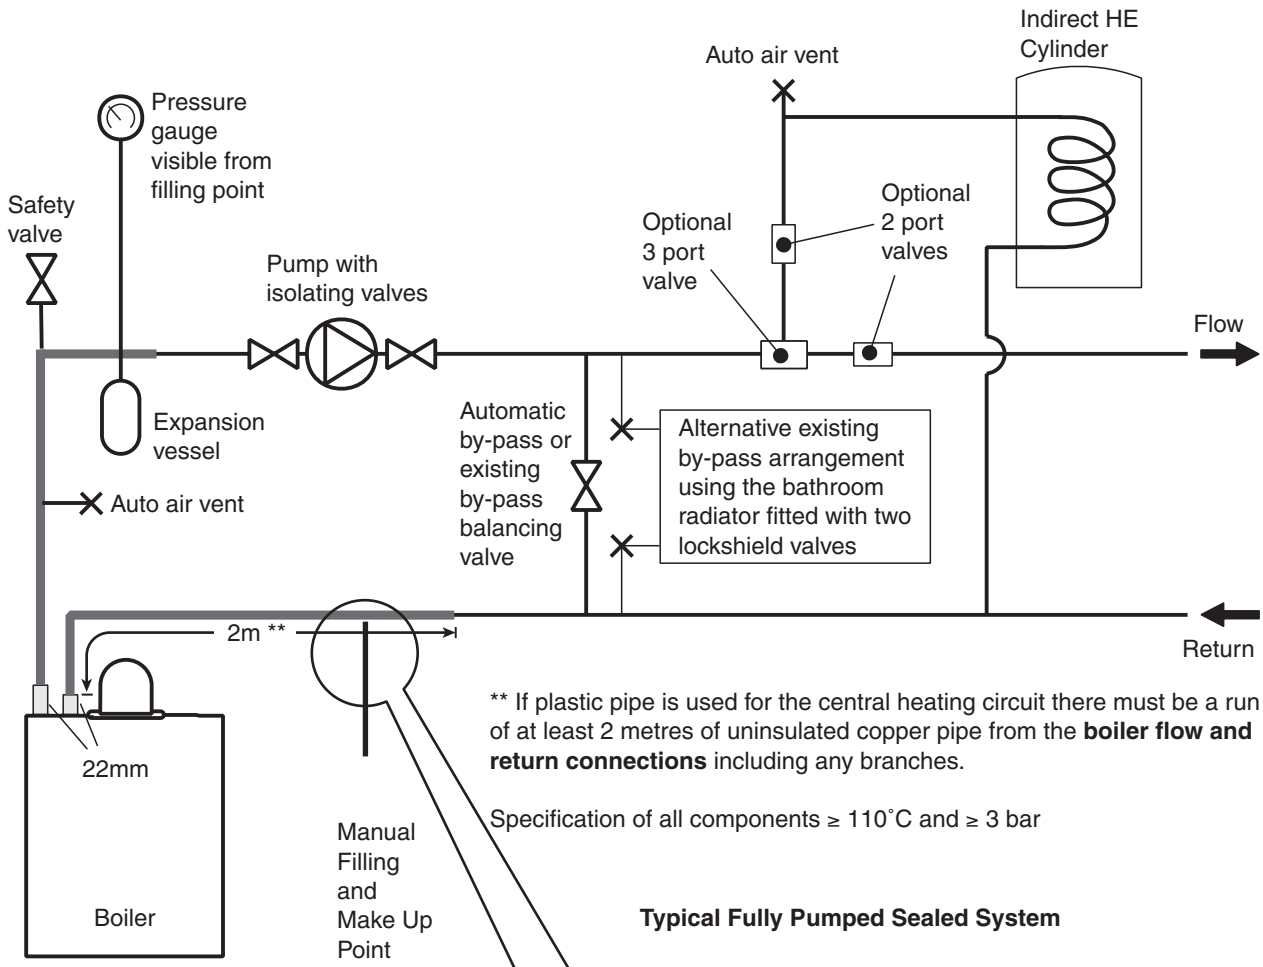 Indirect HE
Cylinder
Auto air vent
Pressure
gauge
visible from
filling point
Safety
valve
Pump with
isolating valves
Optional
3 port
valve
Optional
2 port
valves
Flow
Expansion
vessel
Auto air vent
Automatic
by-pass or
existing
by-pass
balancing
valve
Alternative existing
by-pass arrangement
using the bathroom
radiator fitted with two
lockshield valves
2m **
Return
22mm
Boiler
** If plastic pipe is used for the central heating circuit there must be a run
of at least 2 metres of uninsulated copper pipe from the boiler flow and
return connections including any branches.
Specification of all components ≥ 110˚C and ≥ 3 bar
Manual
Filling
and
Make Up
Point
Typical Fully Pumped Sealed System